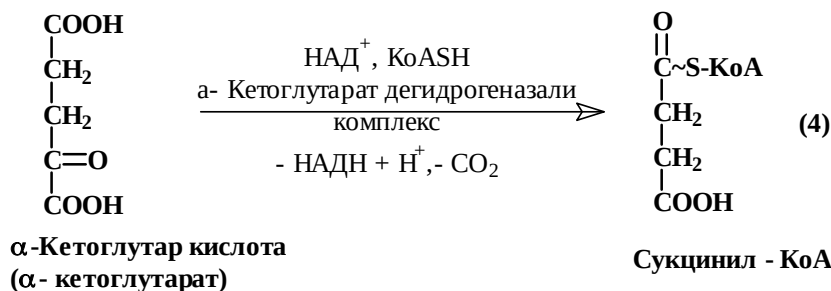 COOH
CH2
CH2
C=O
COOH
α-Кетоглутар кислота
(α- кетоглутарат)
НАД+, KoASH
а- Кетоглутарат дегидрогеназали
комплекс
- НАДН + H+,- CO2
O
C~S-KoA
CH2
CH2
COOH
Сукцинил - КоА
(4)